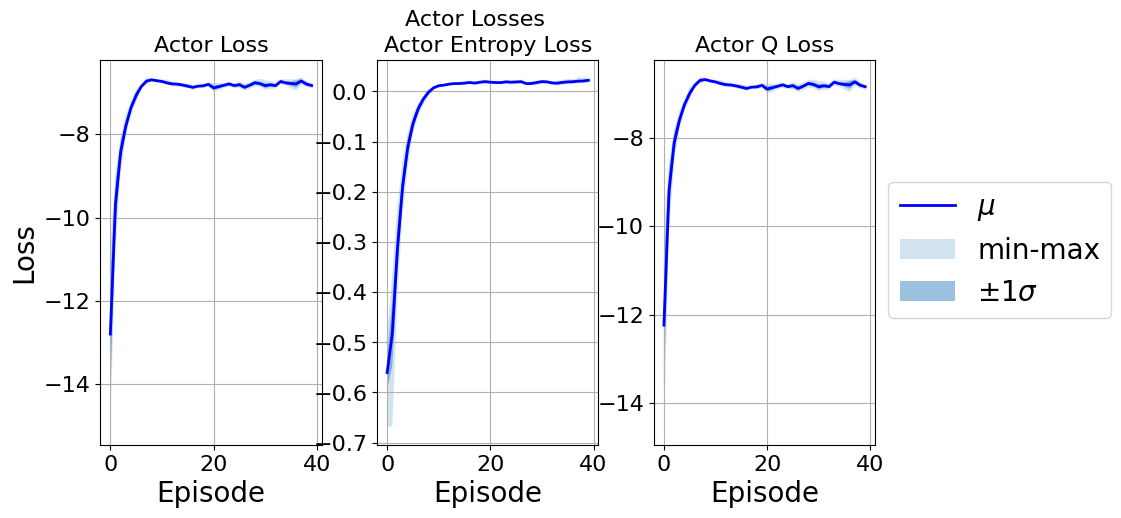 Actor Losses
Actor Loss
Actor Entropy Loss
Actor Q Loss
Loss
−8
−10
−12
−14
0 20 40
Episode
0.0
−0.1
−0.2
−0.3
−0.4
−0.5
−0.6
−0.7
0 20 40
Episode
−8
−10
−12
−14
0 20 40
Episode
μ
min-max
±1σ